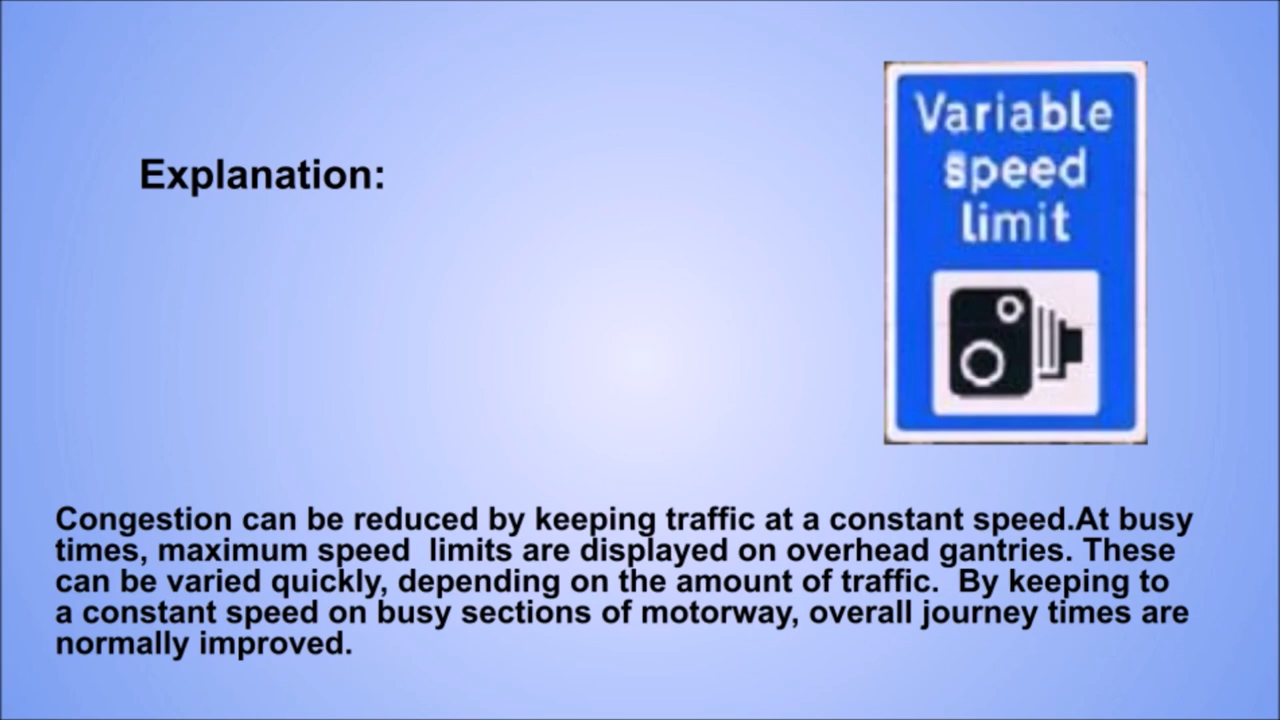 Variable
speed
limit
Explanation:
Congestion can be reduced by keeping traffic at a constant speed.At busy
times, maximum speed  limits are displayed on overhead gantries. These
can be varied quickly, depending on the amount of traffic.  By keeping to
a constant speed on busy sections of motorway, overall journey times are
normally improved.